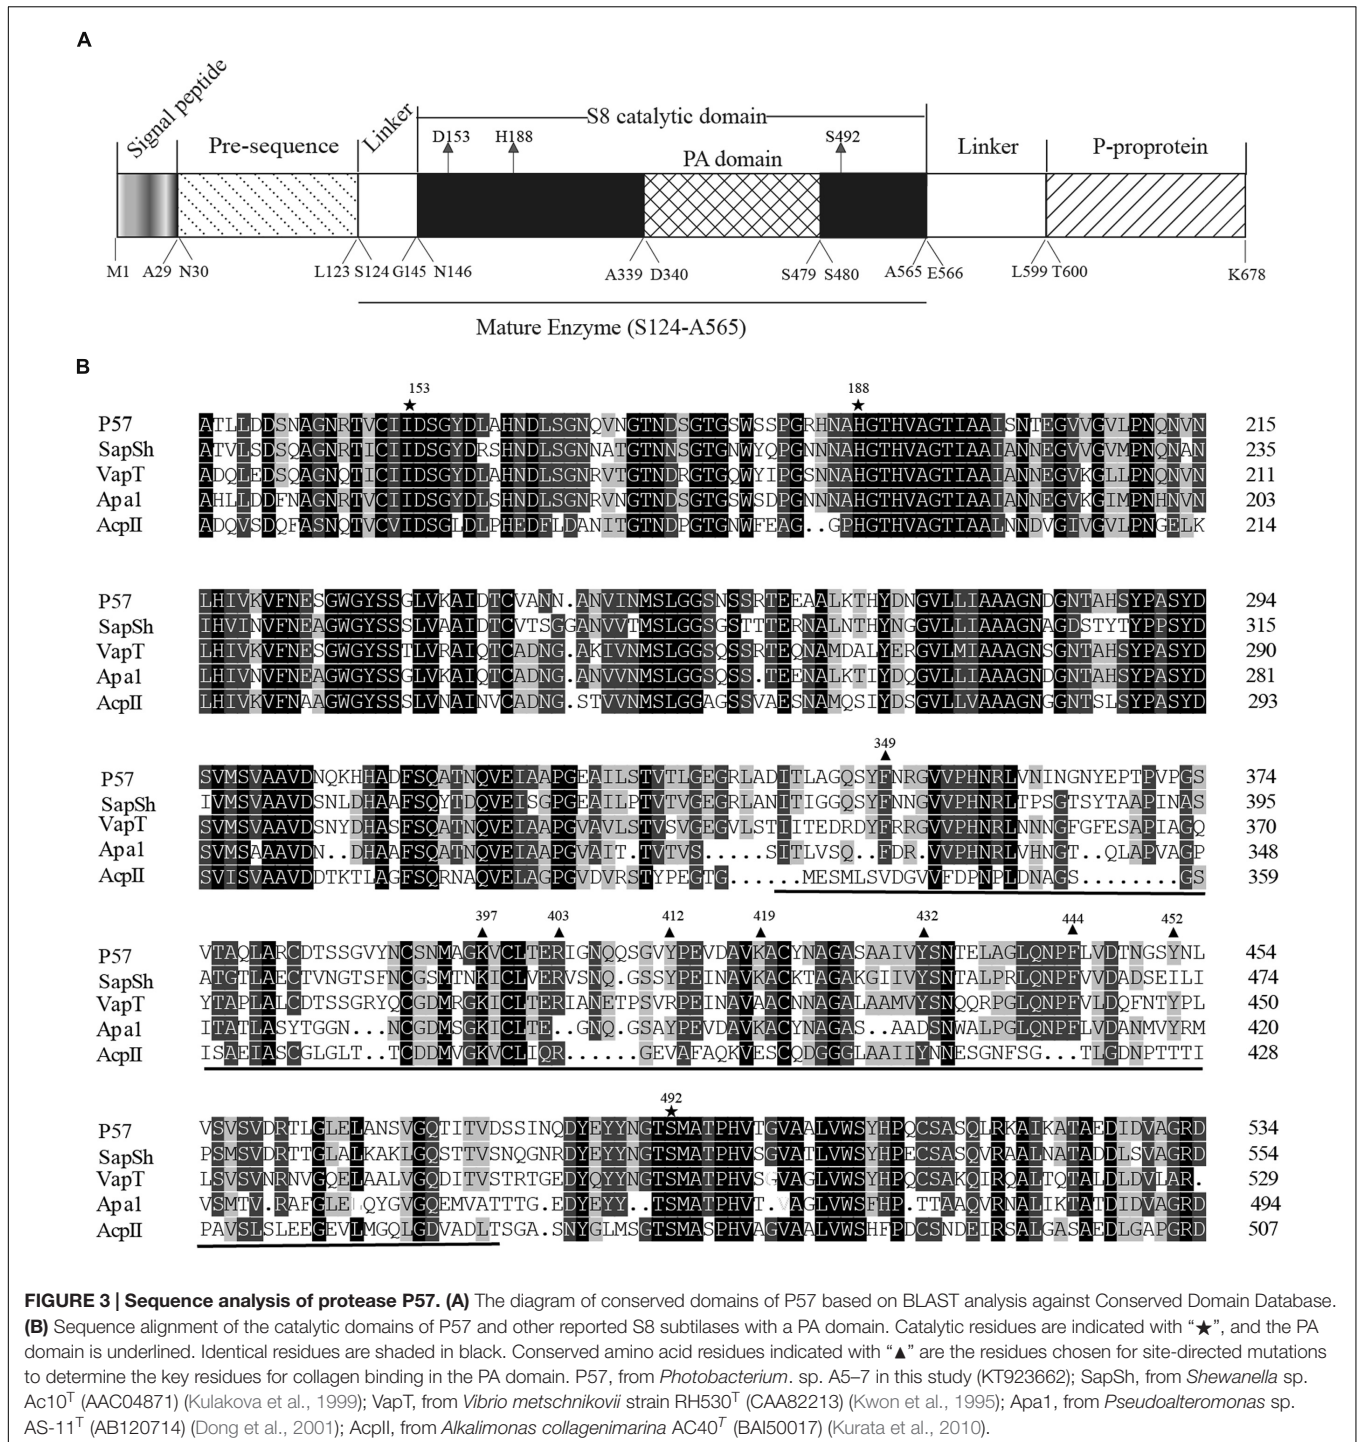 A
Signal peptide
Pre-sequence
Linker
S8 catalytic domain
D153
H188
S492
PA domain
Linker
P-proprotein
M1 A29 N30 L123 S124 G145 N146 A339 D340 S479 S480 A565 E566 L599 T600 K678
Mature Enzyme (S124-A565)
B
153 188
P57 ATLLDDSNAGNRTVCIIDSGYDLAHNDLSGNQVNGTNDSGTGSWSSPGRHNAHGTHVAGTIAAISNTEGVVGVLPNQNVN 215
SapSh ATVLSDSQAGNRTICIIDSGYDRSHNDLSGNNATGTNNSGTGNWYQPGNNNAHGTHVAGTIAAIANNEGVVGVMPNQNAN 235
VapT ADQLEDSQAGNQTICIIDSGYDLAHNDLSGNRVTGTNDRGTGQWYIPGSNNAHGTHVAGTIAAIANNEGVKGLLPNQNVN 211
Apa1 AHLLDDFNAGNRTVCIIDSGYDLSHNDLSGNRVNGTNDSGTGSWSDPGNNNAHGTHVAGTIAAIANNEGVKGIMPNHNVN 203
AcpII ADQVSDQFASNQTVCVIDSGLDLPHEDFLDANITGTNDPGTGNWFEAG..GPHGTHVAGTIAALNNDVGIVGVLPNGELK 214
P57 LHIVKVFNESGWGYSSGLVKAIDTCVANN.ANVINMSLGGSNSSRTEEAALKTHYDNGVLLIAAAGNDGNTAHSYPASYD 294
SapSh IHVINVFNEAGWGYSSSLVAAIDTCVTSGGANVVTMSLGGSGSTTTERNALNTHYNGGVLLIAAAGNAGDSTYTYPPSYD 315
VapT LHIVKVFNESGWGYSSTLVRAIQTCADNG.AKIVNMSLGGSQSSRTEQNAMDALYERGVLMIAAAGNSGNTAHSYPASYD 290
Apa1 LHIVNVFNESGWGYSSGLVKAIQTCADNG.ANVVNMSLGGSQSS.TEENALKTIYDQGVLLIAAAGNDGNTAHSYPASYD 281
AcpII LHIVKVFNAAGWGYSSSLVNAINVCADNG.STVVNMSLGGAGSSVAESNAMQSIYDSGVLLVAAAGNGGNTSLSYPASYD 293
349
P57 SVMSVAAVDNQKHHADFSQATNQVEIAAPGEAILSTVTLGEGRLADITLAGQSYFNRGVVPHNRLVNINGNYEPTPVPGS 374
SapSh IVMSVAAVDSNLDHAAFSQYTDQVEISGPGEAILPTVTVGEGRLANITIGGQSYFNNGVVPHNRLTPSGTSYTAAPINAS 395
VapT SVMSVAAVDSNYDHASFSQATNQVEIAAPGVAVLSTVSVGEGVLSTIITEDRDYFRRGVVPHNRLNNNGFGFESAPIAGQ 370
Apa1 SVMSAAAVDN..DHAAFSQATNQVEIAAPGVAIT.TVTVS.....SITLVSQ..FDR.VVPHNRLVHNGT..QLAPVAGP 348
AcpII SVISVAAVDDTKTLAGFSQRNAQVELAGPGVDVRSTYPEGTG......MESMLSVDGVVFDPNPLDNAGS........GS 359
397 403 412 419 432 444 452
P57 VTAQLARCDTSSGVYNCSNMAGKVCLTERIGNQQSGVYPEVDAVKACYNAGASAAIVYSNTELAGLQNPFLVDTNGSYNL 454
SapSh ATGTLAECTVNGTSFNCGSMTNKICLVERVSNQ.GSSYPEINAVKACKTAGAKGIIVYSNTALPRLQNPFVVDADSEILI 474
VapT YTAPLALCDTSSGRYQCGDMRGKICLTERIANETPSVRPEINAVAACNNAGALAAMVYSNQQRPGLQNPFVLDQFNTYPL 450
Apa1 ITATLASYTGGN...NCGDMSGKICLTE..GNQ.GSAYPEVDAVKACYNAGAS..AADSNWALPGLQNPFLVDANMVYRM 420
AcpII ISAEIASCGLGLT..TCDDMVGKVCLIQR......GEVAFAQKVESCQDGGGLAAIIYNNESGNFSG...TLGDNPTTTI 428
492
P57 VSVSVDRTLGLELANSVGQTITVDSSINQDYEYYNGTSMATPHVTGVAALVWSYHPQCSASQLRKAIKATAEDIDVAGRD 534
SapSh PSMSVDRTTGLALKAKLGQSTTVSNQGNRDYEYYNGTSMATPHVSGVATLVWSYHPECSASQVRAALNATADDLSVAGRD 554
VapT LSVSVNRNVGQELAALVGQDITVSTRTGEDYQYYNGTSMATPHVSGVAGLVWSYHPQCSAKQIRQALTQTALDLDVLAR. 529
Apa1 VSMTV.RAFGLEL QYGVGQEMVATTTG.EDYEYY..TSMATPHVT. AGLVWSFHP.TTAAQVRNALIKTATDIDVAGRD 494
AcpII PAVSLSLEEGEVLMGQLGDVADLTSGA.SNYGLMSGTSMASPHVAGVAALVWSHFPDCSNDEIRSALGASAEDLGAPGRD 507
FIGURE 3 | Sequence analysis of protease P57. (A) The diagram of conserved domains of P57 based on BLAST analysis against Conserved Domain Database.
(B) Sequence alignment of the catalytic domains of P57 and other reported S8 subtilases with a PA domain. Catalytic residues are indicated with “★”, and the PA
domain is underlined. Identical residues are shaded in black. Conserved amino acid residues indicated with “▲” are the residues chosen for site-directed mutations
to determine the key residues for collagen binding in the PA domain. P57, from Photobacterium. sp. A5–7 in this study (KT923662); SapSh, from Shewanella sp.
Ac10T (AAC04871) (Kulakova et al., 1999); VapT, from Vibrio metschnikovii strain RH530T (CAA82213) (Kwon et al., 1995); Apa1, from Pseudoalteromonas sp.
AS-11T (AB120714) (Dong et al., 2001); AcpII, from Alkalimonas collagenimarina AC40T (BAI50017) (Kurata et al., 2010).